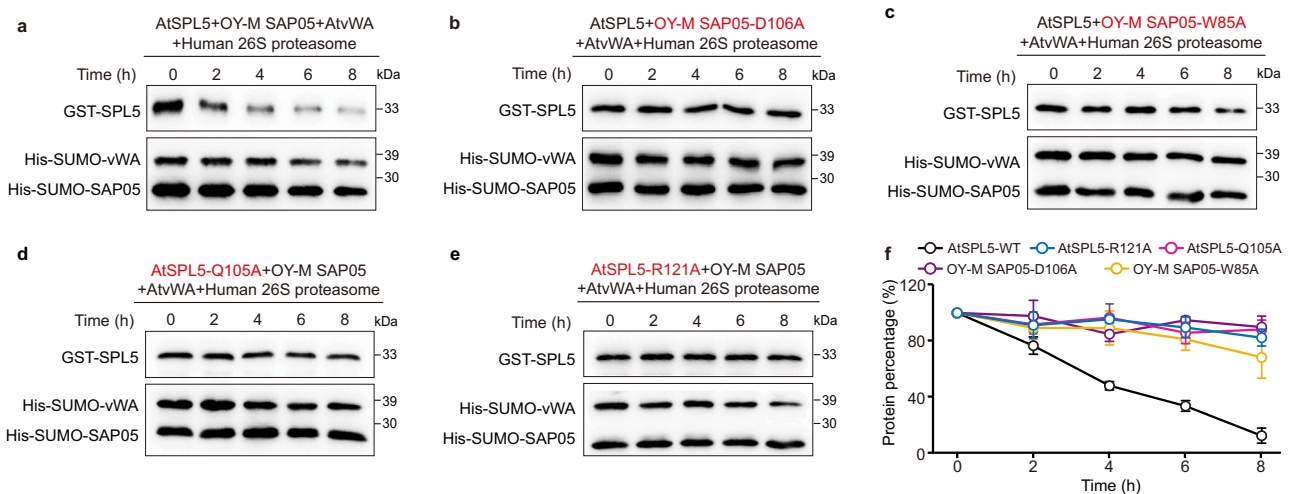 a
AtSPL5+OY-M SAP05+AtvWA
+Human 26S proteasome
Time (h) 0 2 4 6 8 kDa
GST-SPL5 33
His-SUMO-vWA 39
30
His-SUMO-SAP05
b
AtSPL5+OY-M SAP05-D106A
+AtvWA+Human 26S proteasome
Time (h) 0 2 4 6 8 kDa
GST-SPL5 33
His-SUMO-vWA 39
30
His-SUMO-SAP05
c
AtSPL5+OY-M SAP05-W85A
+AtvWA+Human 26S proteasome
Time (h) 0 2 4 6 8 kDa
GST-SPL5 33
His-SUMO-vWA 39
30
His-SUMO-SAP05
d
AtSPL5-Q105A+OY-M SAP05
+AtvWA+Human 26S proteasome
Time (h) 0 2 4 6 8 kDa
GST-SPL5 33
His-SUMO-vWA 39
30
His-SUMO-SAP05
e
AtSPL5-R121A+OY-M SAP05
+AtvWA+Human 26S proteasome
Time (h) 0 2 4 6 8 kDa
GST-SPL5 33
His-SUMO-vWA 39
30
His-SUMO-SAP05
f
AtSPL5-WT AtSPL5-R121A AtSPL5-Q105A
OY-M SAP05-D106A OY-M SAP05-W85A
Protein percentage (%)
120
80
40
0
0 2 4 6 8
Time (h)